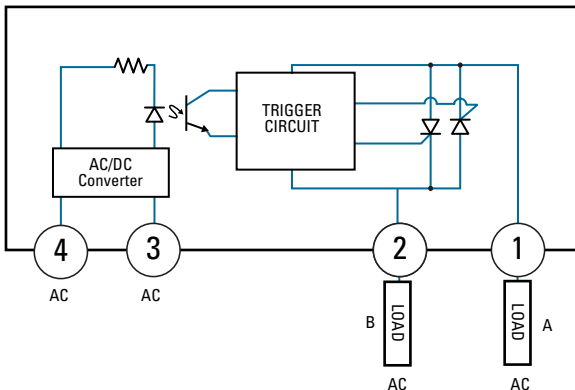 TRIGGER
CIRCUIT
AC/DC
Converter
4
3
2
1
AC
AC
B
LOAD
LOAD
A
AC
AC